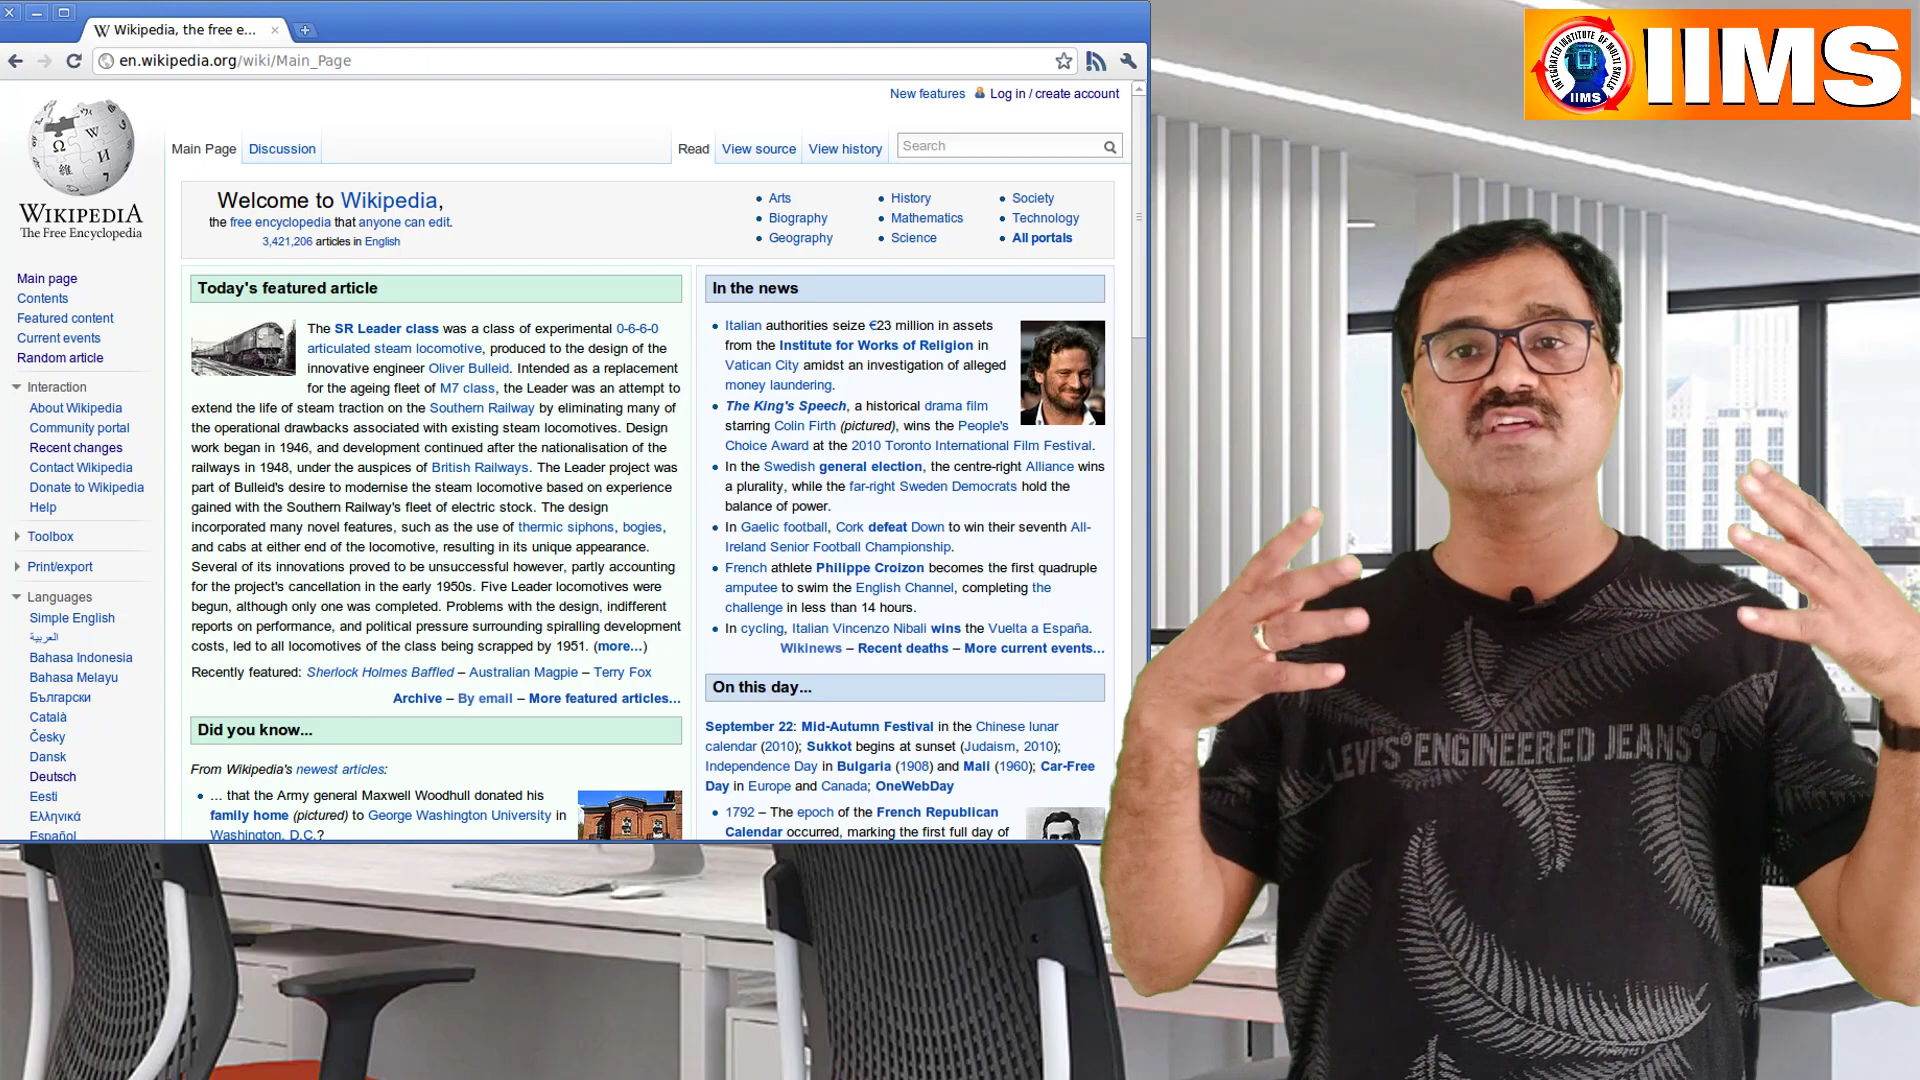 Wikipedia, the free e...
en.wikipedia.org/wiki/Main_Page
New features Log in / create account
Main Page Discussion Read View source View history Search
WIKIPEDIA
The Free Encyclopedia
Main page
Contents
Featured content
Current events
Random article
Interaction
About Wikipedia
Community portal
Recent changes
Contact Wikipedia
Donate to Wikipedia
Help
Toolbox
Print/export
Languages
Simple English
العربية
Bahasa Indonesia
Bahasa Melayu
Български
Català
Česky
Dansk
Deutsch
Eesti
Ελληνικά
Español
Welcome to Wikipedia,
the free encyclopedia that anyone can edit.
3,421,206 articles in English
Arts
Biography
Geography
History
Mathematics
Science
Society
Technology
All portals
Today's featured article
The SR Leader class was a class of experimental 0-6-6-0
articulated steam locomotive, produced to the design of the
innovative engineer Oliver Bulleid. Intended as a replacement
for the ageing fleet of M7 class, the Leader was an attempt to
extend the life of steam traction on the Southern Railway by eliminating many of
the operational drawbacks associated with existing steam locomotives. Design
work began in 1946, and development continued after the nationalisation of the
railways in 1948, under the auspices of British Railways. The Leader project was
part of Bulleid's desire to modernise the steam locomotive based on experience
gained with the Southern Railway's fleet of electric stock. The design
incorporated many novel features, such as the use of thermic siphons, bogies,
and cabs at either end of the locomotive, resulting in its unique appearance.
Several of its innovations proved to be unsuccessful however, partly accounting
for the project's cancellation in the early 1950s. Five Leader locomotives were
begun, although only one was completed. Problems with the design, indifferent
reports on performance, and political pressure surrounding spiralling development
costs, led to all locomotives of the class being scrapped by 1951. (more...)
Recently featured: Sherlock Holmes Baffled – Australian Magpie – Terry Fox
Archive – By email – More featured articles...
Did you know...
From Wikipedia's newest articles:
... that the Army general Maxwell Woodhull donated his
family home (pictured) to George Washington University in
Washington, D.C.?
In the news
Italian authorities seize €23 million in assets
from the Institute for Works of Religion in
Vatican City amidst an investigation of alleged
money laundering.
The King's Speech, a historical drama film
starring Colin Firth (pictured), wins the People's
Choice Award at the 2010 Toronto International Film Festival.
In the Swedish general election, the centre-right Alliance wins
a plurality, while the far-right Sweden Democrats hold the
balance of power.
In Gaelic football, Cork defeat Down to win their seventh All-
Ireland Senior Football Championship.
French athlete Philippe Croizon becomes the first quadruple
amputee to swim the English Channel, completing the
challenge in less than 14 hours.
In cycling, Italian Vincenzo Nibali wins the Vuelta a España.
Wikinews – Recent deaths – More current events...
On this day...
September 22: Mid-Autumn Festival in the Chinese lunar
calendar (2010); Sukkot begins at sunset (Judaism, 2010);
Independence Day in Bulgaria (1908) and Mali (1960); Car-Free
Day in Europe and Canada; OneWebDay
1792 – The epoch of the French Republican
Calendar occurred, marking the first full day of
INTEGRATED INSTITUTE OF MULTI SKILLS
IIMS
IIMS
LEVI'S® ENGINEERED JEANS®